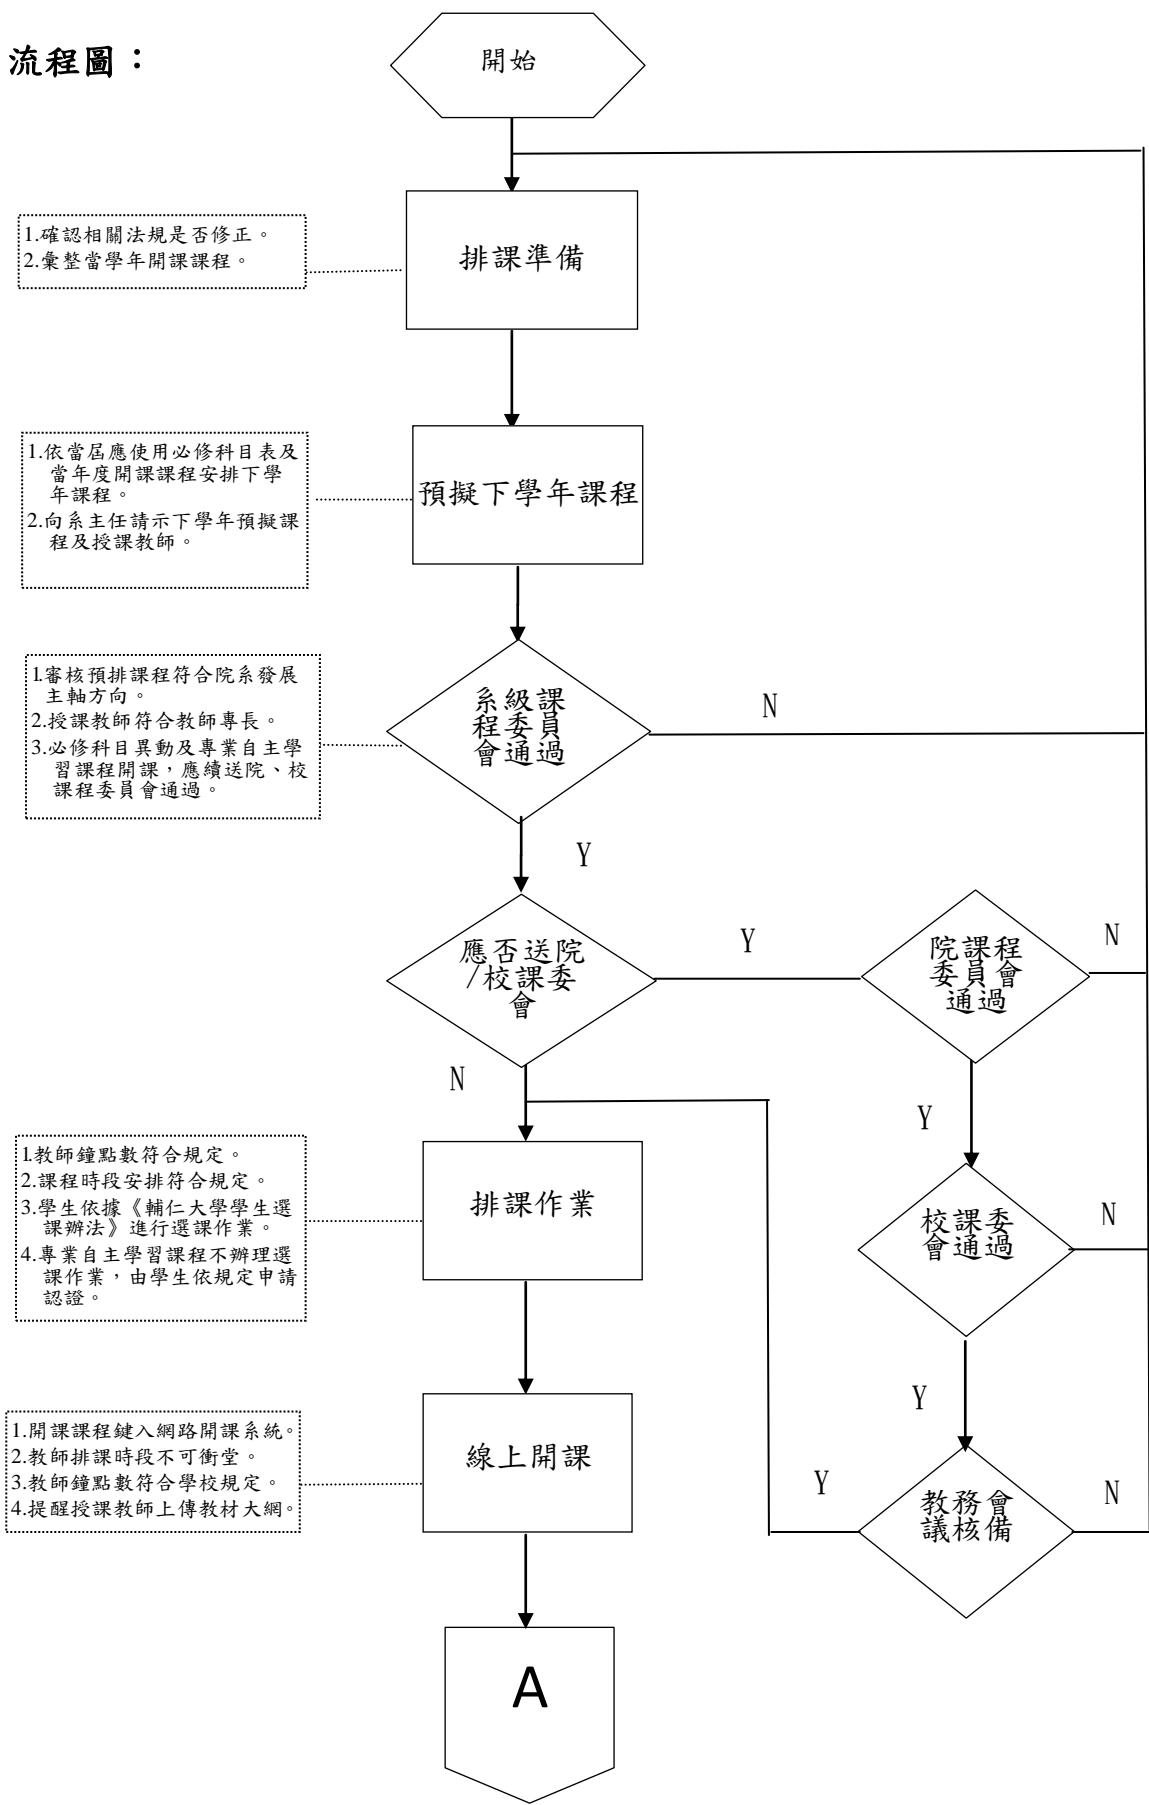 流程圖：
開始
1.確認相關法規是否修正。
2.彙整當學年開課課程。
排課準備
1.依當屆應使用必修科目表及
當年度開課課程安排下學
年課程。
2.向系主任請示下學年預擬課
程及授課教師。
預擬下學年課程
1.審核預排課程符合院系發展
主軸方向。
2.授課教師符合教師專長。
3.必修科目異動及專業自主學
習課程開課，應續送院、校
課程委員會通過。
系級課
程委員
會通過
N
Y
應否送院
/校課委
會
Y
院課程
委員會
通過
N
N
Y
1.教師鐘點數符合規定。
2.課程時段安排符合規定。
3.學生依據《輔仁大學學生選
課辦法》進行選課作業。
4.專業自主學習課程不辦理選
課作業，由學生依規定申請
認證。
排課作業
校課委
會通過
N
Y
1.開課課程鍵入網路開課系統。
2.教師排課時段不可衝堂。
3.教師鐘點數符合學校規定。
4.提醒授課教師上傳教材大網。
線上開課
Y
教務會
議核備
N
A